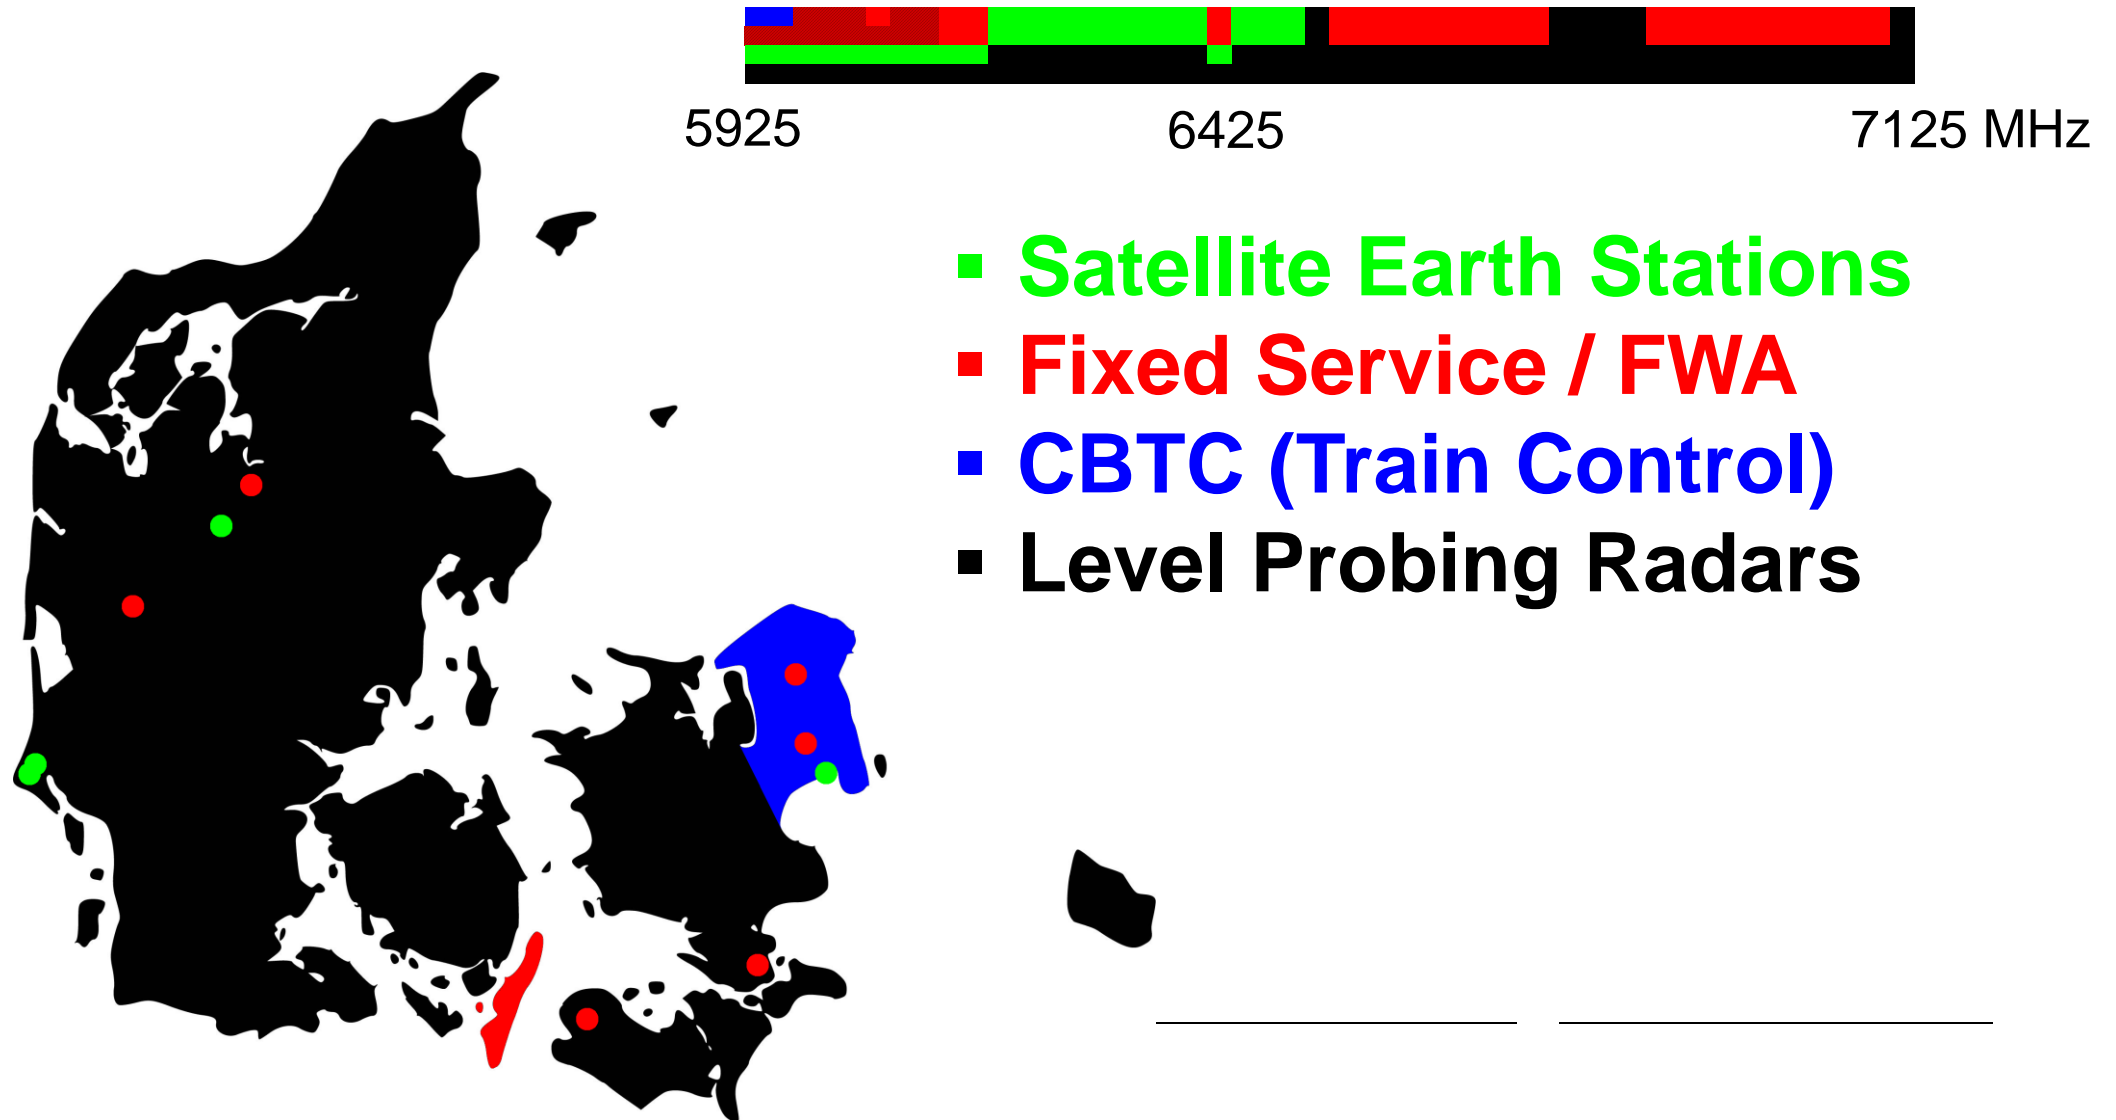 5925
6425
7125 MHz
Satellite Earth Stations
Fixed Service / FWA
CBTC (Train Control)
Level Probing Radars